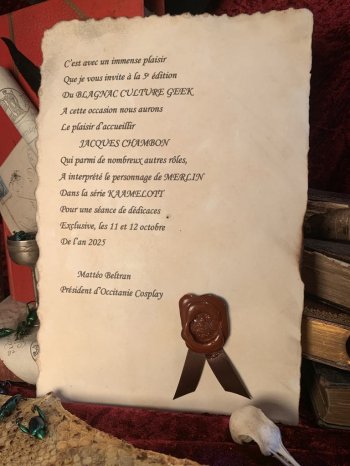 C'est avec un immense plaisir
Que je vous invite à la 5e édition
Du BLAGNAC CULTURE GEEK
A cette occasion nous aurons
Le plaisir d'accueillir
JACQUES CHAMBON
Qui parmi de nombreux autres rôles,
A interprété le personnage de MERLIN
Dans la série KAAMELOTT
Pour une séance de dédicaces
Exclusive, les 11 et 12 octobre
De l'an 2025
Mattéo Beltran
Président d'Occitanie Cosplay